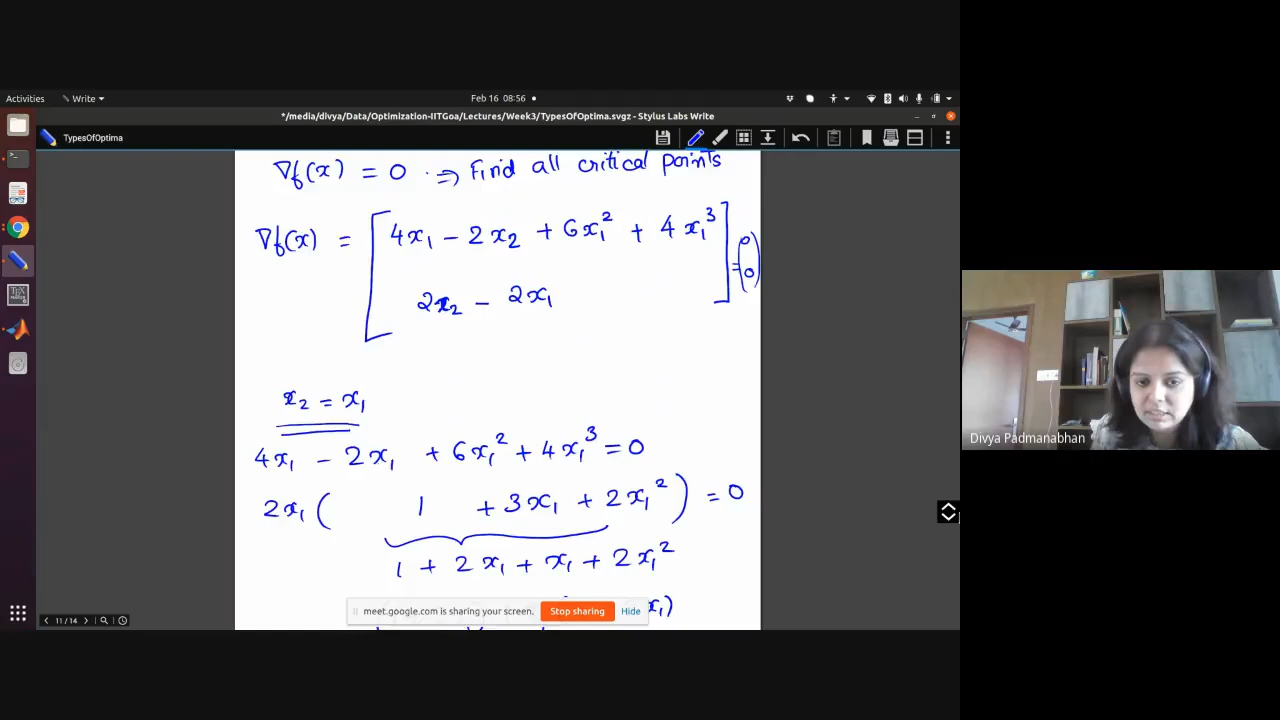 Activities Write Feb 16 08:56
*/media/divya/Data/Optimization-IITGoa/Lectures/Week3/TypesOfOptima.svgz - Stylus Labs Write
TypesOfOptima
∇f(x) = 0 ⇒ Find all critical points
∇f(x) = [ 4x₁ − 2x₂ + 6x₁² + 4x₁³
2x₂ − 2x₁ ] = (0 0)
x₂ = x₁
4x₁ − 2x₁ + 6x₁² + 4x₁³ = 0
2x₁ ( 1 + 3x₁ + 2x₁² ) = 0
1 + 2x₁ + x₁ + 2x₁²
x₁)
meet.google.com is sharing your screen. Stop sharing Hide
11 / 14
Divya Padmanabhan